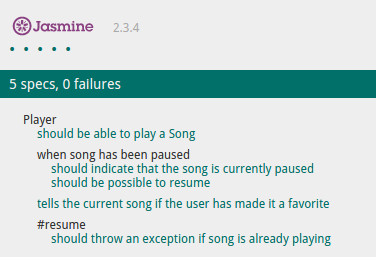 Jasmine 2.3.4
• • • • •
5 specs, 0 failures
Player
should be able to play a Song
when song has been paused
should indicate that the song is currently paused
should be possible to resume
tells the current song if the user has made it a favorite
#resume
should throw an exception if song is already playing